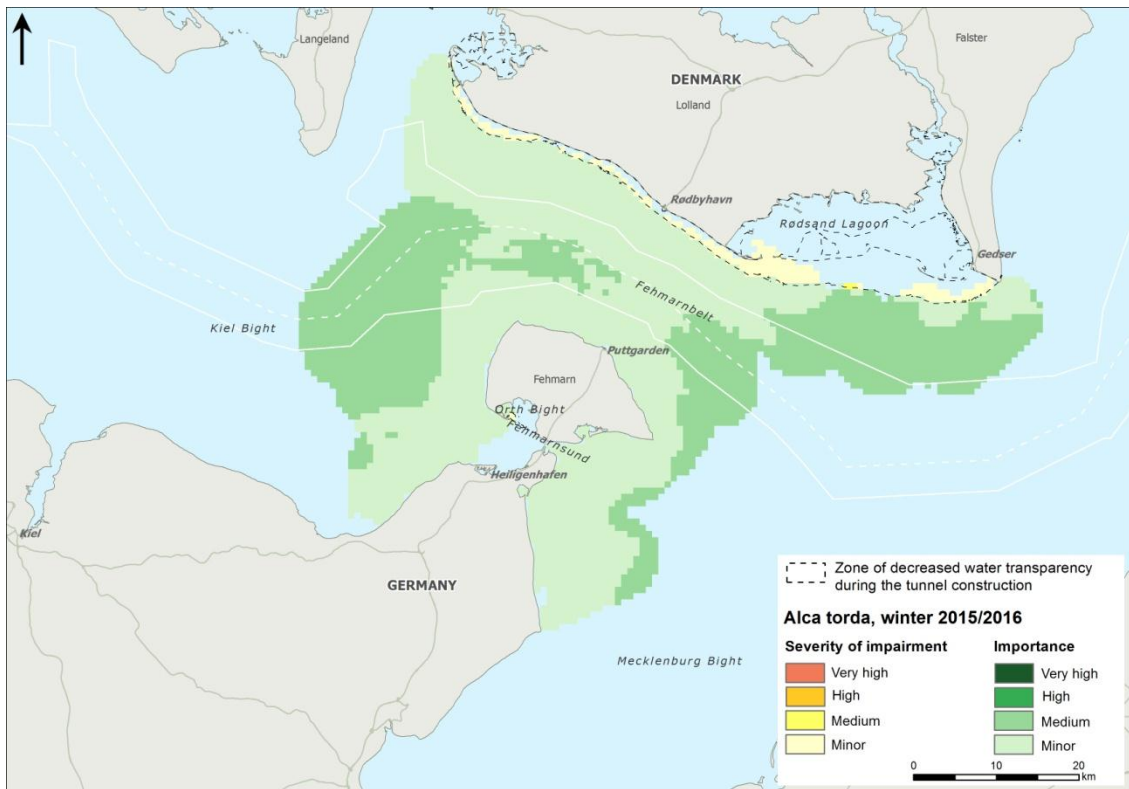 Langeland
Falster
DENMARK
Lolland
Rødbyhavn
Rødsand Lagoon
Gedser
Fehmarnbelt
Kiel Bight
Puttgarden
Fehmarn
Orth Bight
Fehmarnsund
Heiligenhafen
Kiel
GERMANY
Mecklenburg Bight
Zone of decreased water transparency
during the tunnel construction
Alca torda, winter 2015/2016
Severity of impairment
Very high
High
Medium
Minor
Importance
Very high
High
Medium
Minor
0 10 20
km